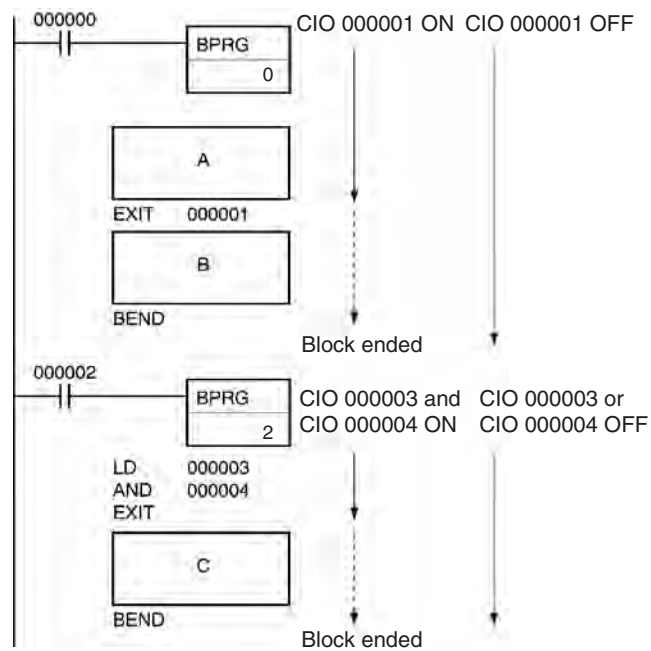 000000
CIO 000001 ON CIO 000001 OFF
BPRG
0
A
EXIT 000001
B
BEND
Block ended
000002
BPRG
2
CIO 000003 and
CIO 000004 ON
CIO 000003 or
CIO 000004 OFF
LD 000003
AND 000004
EXIT
C
BEND
Block ended